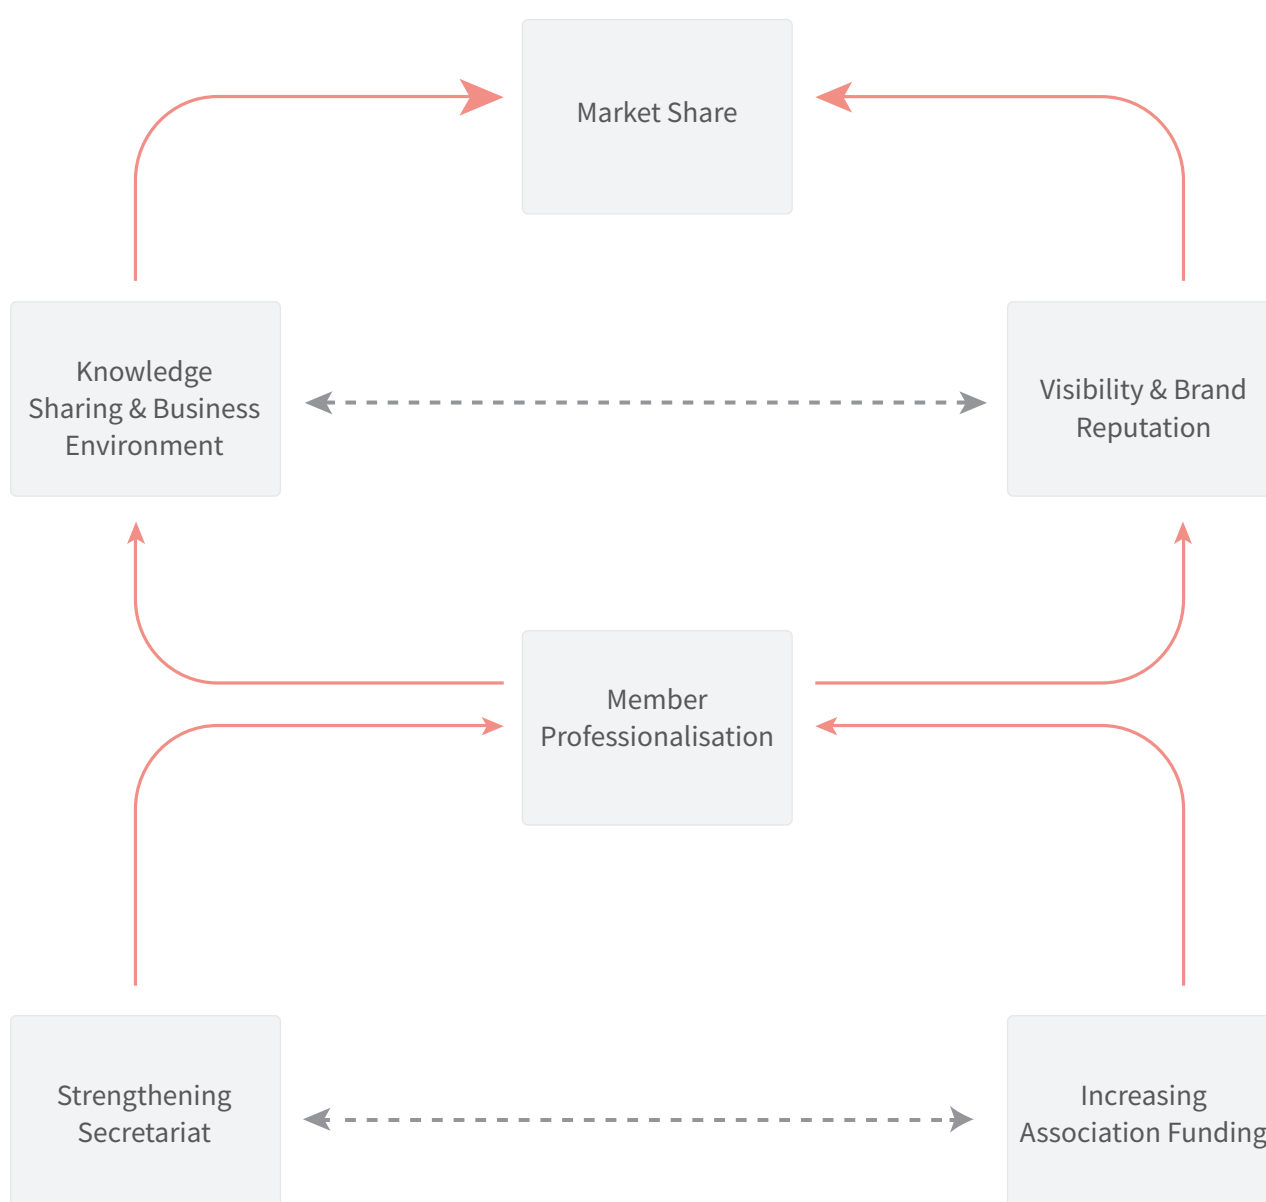 Market Share
Knowledge
Sharing & Business
Environment
Visibility & Brand
Reputation
Member
Professionalisation
Strengthening
Secretariat
Increasing
Association Funding